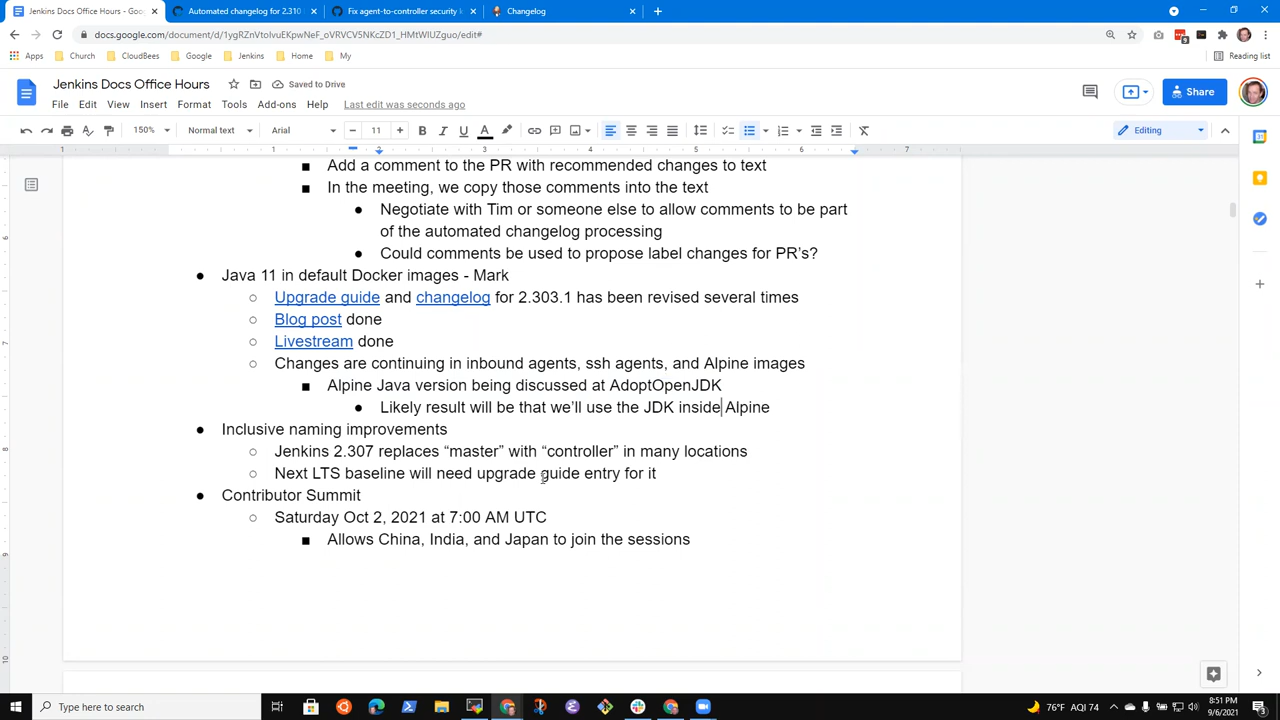 Jenkins Docs Office Hours - Goo
Automated changelog for 2.310
Fix agent-to-controller security
Changelog
docs.google.com/document/d/1ygRZnVtoIvuEKpwNeF_oVRVCV5NKcZD1_HMtWIUZguo/edit#
Apps Church CloudBees Google Jenkins Home My Reading list
Jenkins Docs Office Hours Saved to Drive
File Edit View Insert Format Tools Add-ons Help Last edit was seconds ago
Share
150% Normal text Arial 11 B I U A Editing
1 1 2 3 4 5 6 7
■ Add a comment to the PR with recommended changes to text
■ In the meeting, we copy those comments into the text
● Negotiate with Tim or someone else to allow comments to be part
of the automated changelog processing
● Could comments be used to propose label changes for PR's?
● Java 11 in default Docker images - Mark
○ Upgrade guide and changelog for 2.303.1 has been revised several times
○ Blog post done
○ Livestream done
○ Changes are continuing in inbound agents, ssh agents, and Alpine images
■ Alpine Java version being discussed at AdoptOpenJDK
● Likely result will be that we'll use the JDK inside Alpine
● Inclusive naming improvements
○ Jenkins 2.307 replaces “master” with “controller” in many locations
○ Next LTS baseline will need upgrade guide entry for it
● Contributor Summit
○ Saturday Oct 2, 2021 at 7:00 AM UTC
■ Allows China, India, and Japan to join the sessions
Type here to search
76°F AQI 74
8:51 PM
9/6/2021